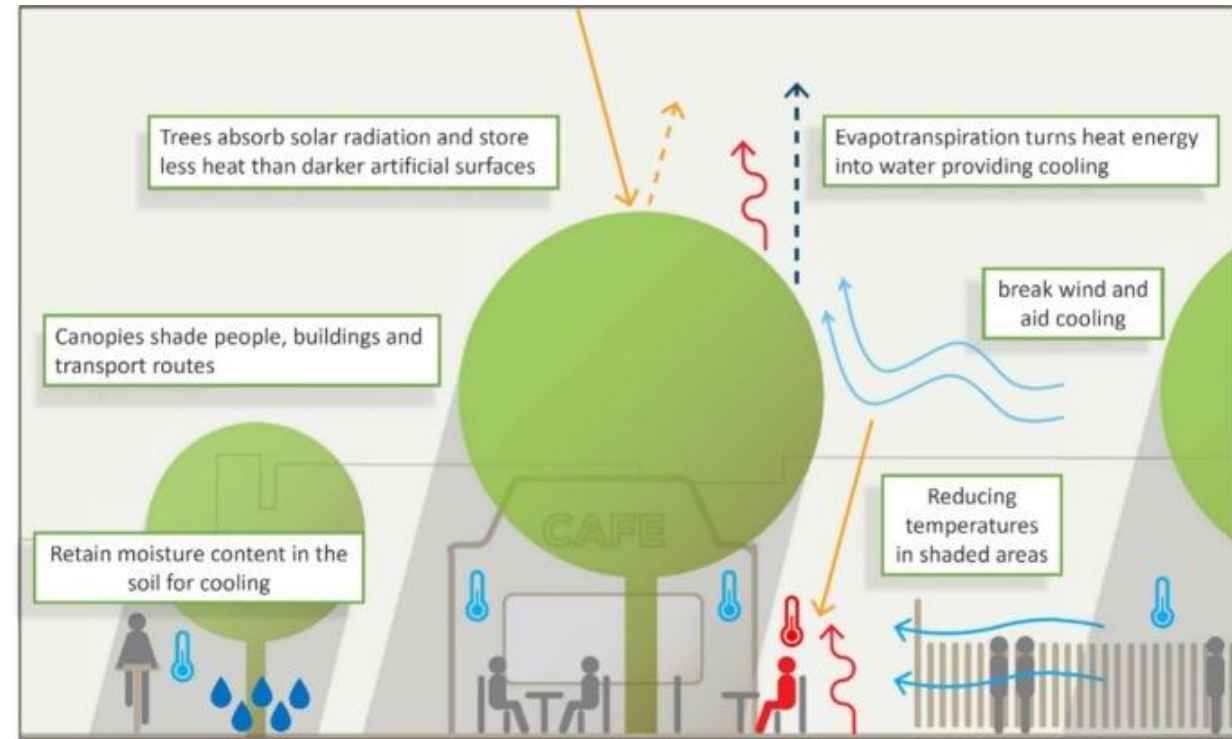 Trees absorb solar radiation and store
less heat than darker artificial surfaces
Evapotranspiration turns heat energy
into water providing cooling
break wind and
aid cooling
Canopies shade people, buildings and
transport routes
Reducing
temperatures
in shaded areas
CAFE
Retain moisture content in the
soil for cooling